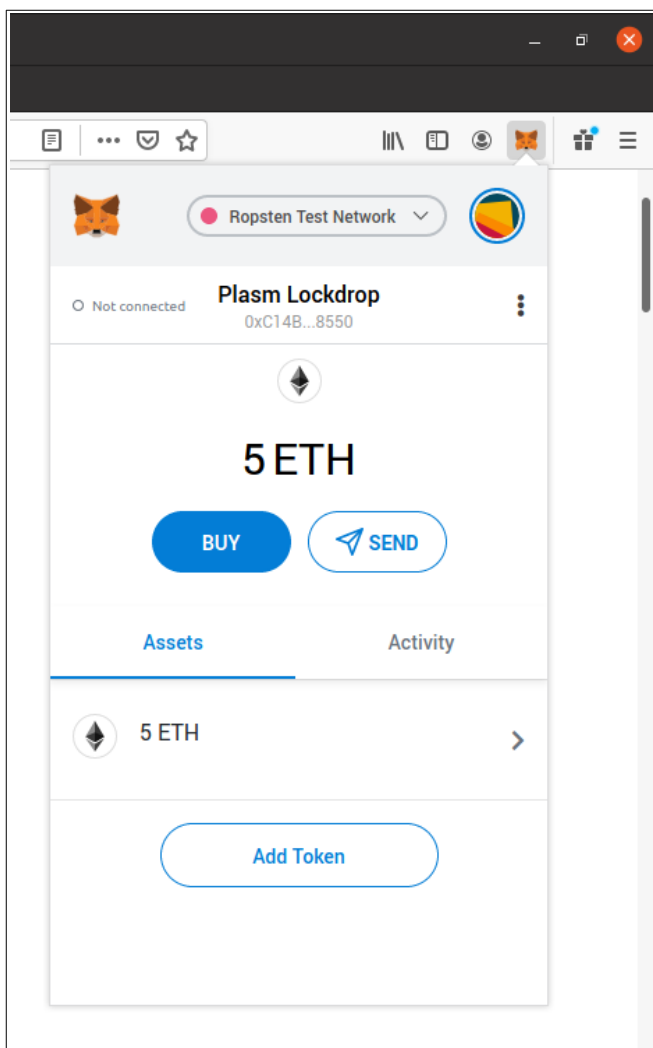 Ropsten Test Network
Not connected
Plasm Lockdrop
0xC14B...8550
5 ETH
BUY
SEND
Assets
Activity
5 ETH
Add Token